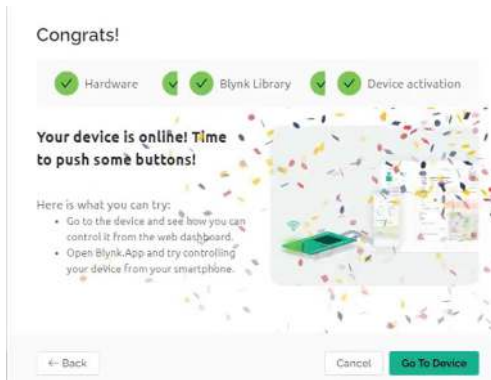 Congrats!
Hardware
Blynk Library
Device activation
Your device is online! Time
to push some buttons!
Here is what you can try:
• Go to the device and see how you can
control it from the web dashboard.
• Open Blynk.App and try controlling
your device from your smartphone.
← Back
Cancel
Go To Device